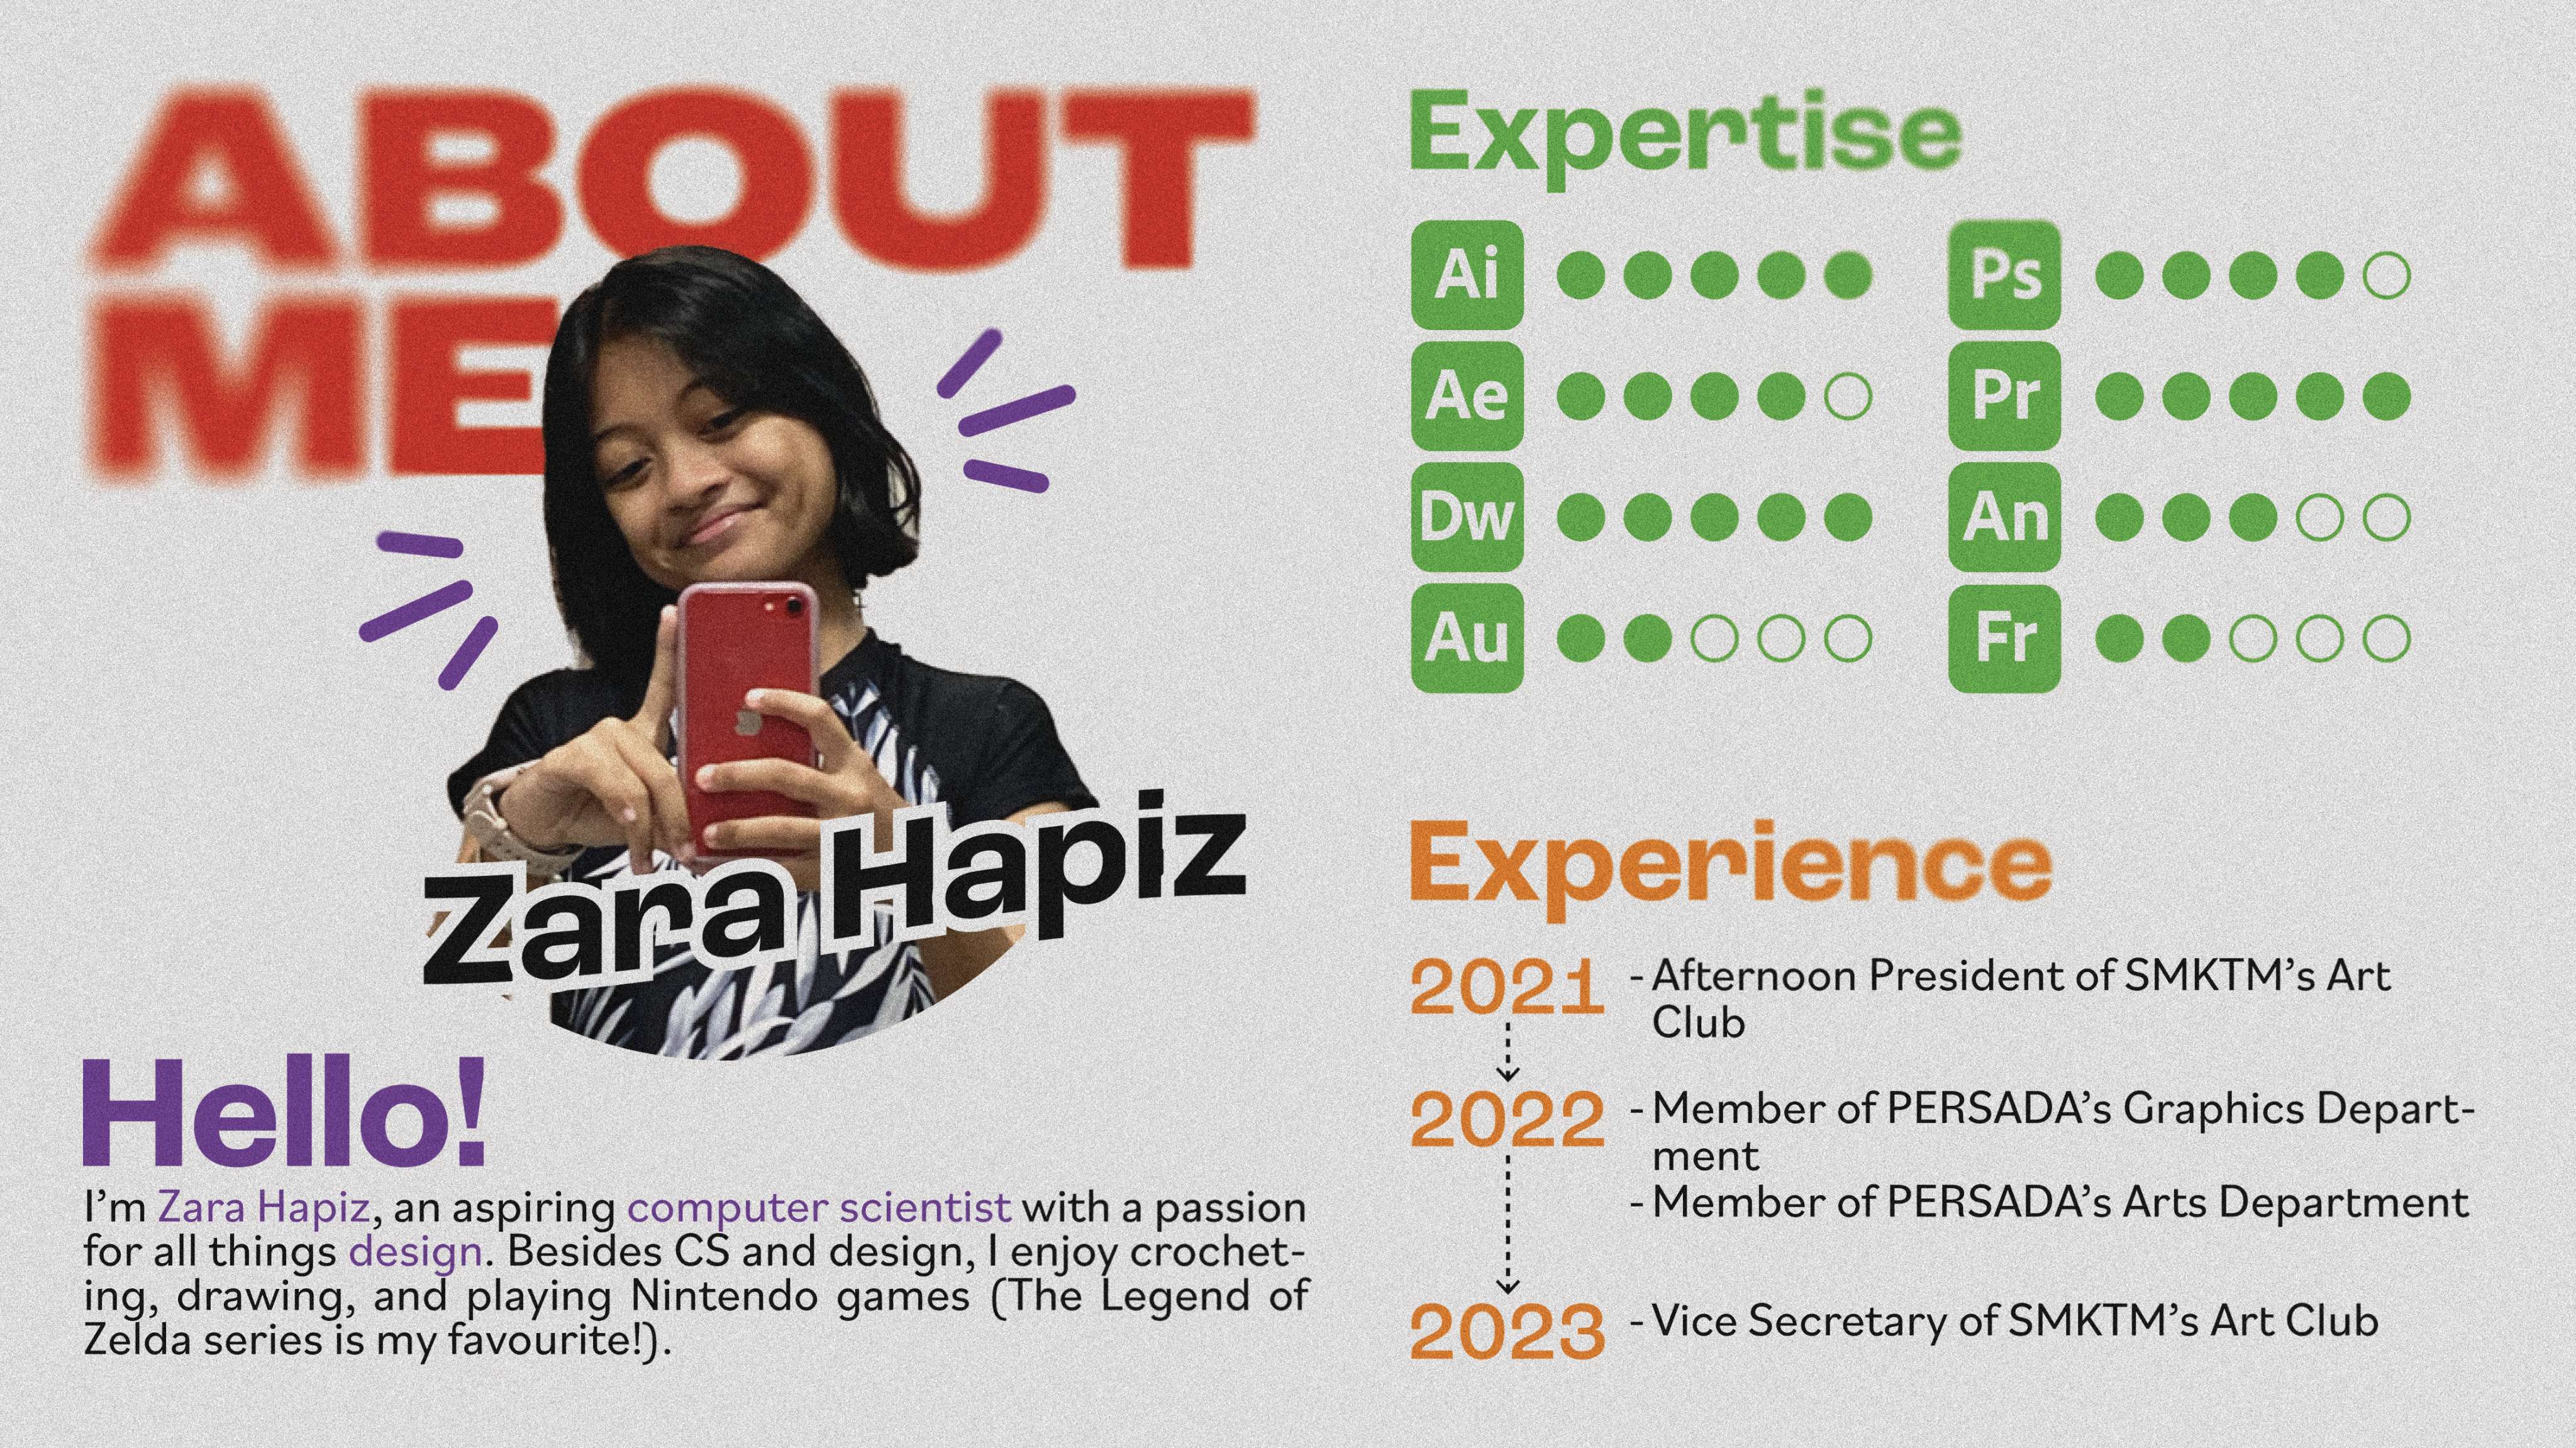 ABOUT
ME
Zara Hapiz
Hello!
I’m Zara Hapiz, an aspiring computer scientist with a passion
for all things design. Besides CS and design, I enjoy crochet-
ing, drawing, and playing Nintendo games (The Legend of
Zelda series is my favourite!).
Expertise
Ai Ps
Ae Pr
Dw An
Au Fr
Experience
2021 - Afternoon President of SMKTM’s Art
Club
2022 - Member of PERSADA’s Graphics Depart-
ment
- Member of PERSADA’s Arts Department
2023 - Vice Secretary of SMKTM’s Art Club